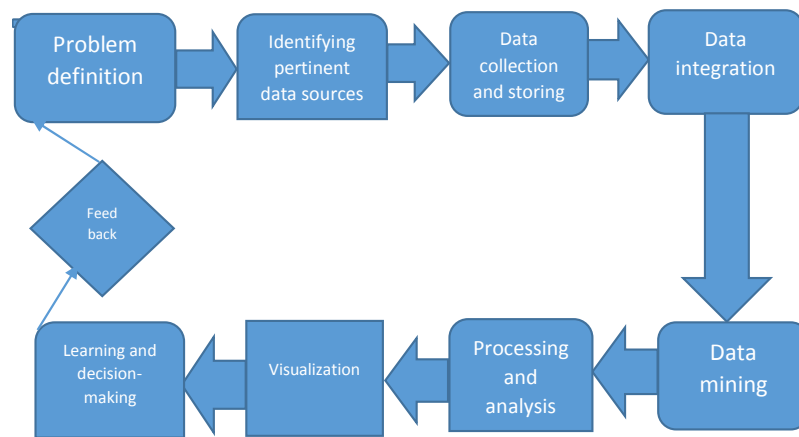 Problem
definition
Identifying
pertinent
data sources
Data
collection
and storing
Data
integration
Feed
back
Learning and
decision-
making
Visualization
Processing
and
analysis
Data
mining